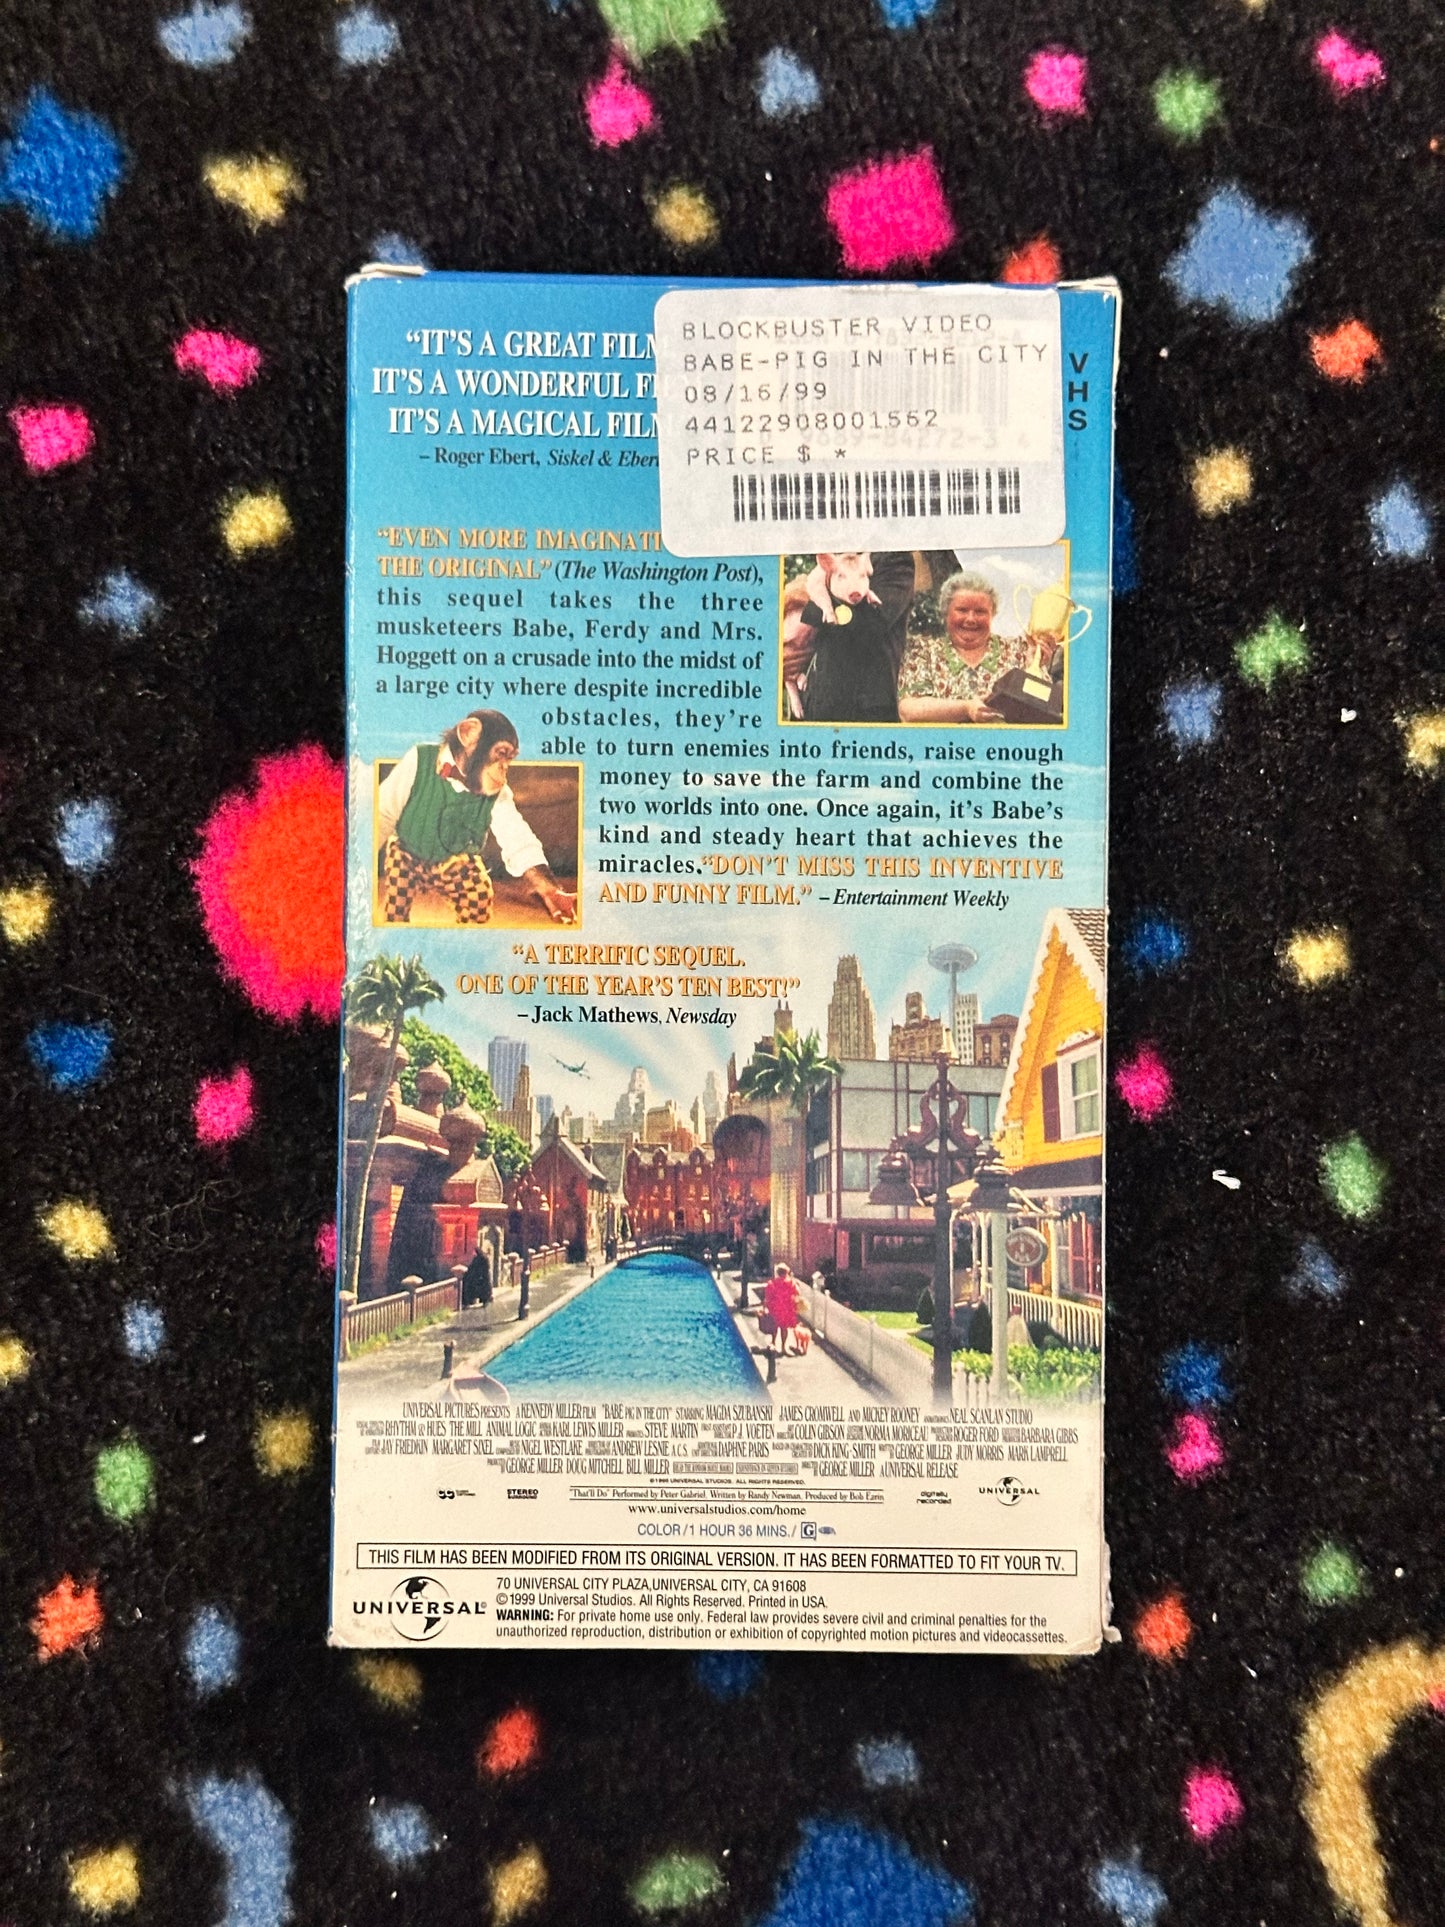 BLOCKBUSTER VIDEO
BABE-PIG IN THE CITY
08/16/99
44122908001562
PRICE $ *
VHS
“IT’S A GREAT FILM
IT’S A WONDERFUL
IT’S A MAGICAL FILM
– Roger Ebert, Siskel & Ebert
“EVEN MORE
THE ORIGINAL” (The Washington Post),
this sequel takes the three
musketeers Babe, Ferdy and Mrs.
Hoggett on a crusade into the midst of
a large city where despite incredible
obstacles, they’re
able to turn enemies into friends, raise enough
money to save the farm and combine the
two worlds into one. Once again, it’s Babe’s
kind and steady heart that achieves the
miracles. “DON’T MISS THIS INVENTIVE
AND FUNNY FILM.” – Entertainment Weekly
“A TERRIFIC SEQUEL.
ONE OF THE YEAR’S TEN BEST!”
– Jack Mathews, Newsday
UNIVERSAL PICTURES PRESENTS A KENNEDY MILLER FILM "BABE PIG IN THE CITY" STARRING MAGDA SZUBANSKI JAMES CROMWELL AND MICKEY ROONEY ANIMATRONICS NEAL SCANLAN STUDIO
RHYTHM & HUES THE MILL ANIMAL LOGIC KARL LEWIS MILLER STEVE MARTIN P.J. VOETEN COLIN GIBSON NORMA MORICEAU ROGER FORD BARBARA GIBBS
JAY FRIEDKIN MARGARET SIXEL NIGEL WESTLAKE ANDREW LESNIE A.C.S. DAPHNE PARIS DICK KING-SMITH GEORGE MILLER JUDY MORRIS MARK LAMPRELL
GEORGE MILLER DOUG MITCHELL BILL MILLER GEORGE MILLER A UNIVERSAL RELEASE
©1998 UNIVERSAL STUDIOS. ALL RIGHTS RESERVED.
STEREO SURROUND "That'll Do" Performed by Peter Gabriel, Written by Randy Newman, Produced by Bob Ezrin digitally recorded UNIVERSAL
www.universalstudios.com/home
COLOR/1 HOUR 36 MINS./ G
THIS FILM HAS BEEN MODIFIED FROM ITS ORIGINAL VERSION. IT HAS BEEN FORMATTED TO FIT YOUR TV.
UNIVERSAL®
70 UNIVERSAL CITY PLAZA, UNIVERSAL CITY, CA 91608
©1999 Universal Studios. All Rights Reserved. Printed in USA.
WARNING: For private home use only. Federal law provides severe civil and criminal penalties for the
unauthorized reproduction, distribution or exhibition of copyrighted motion pictures and videocassettes.